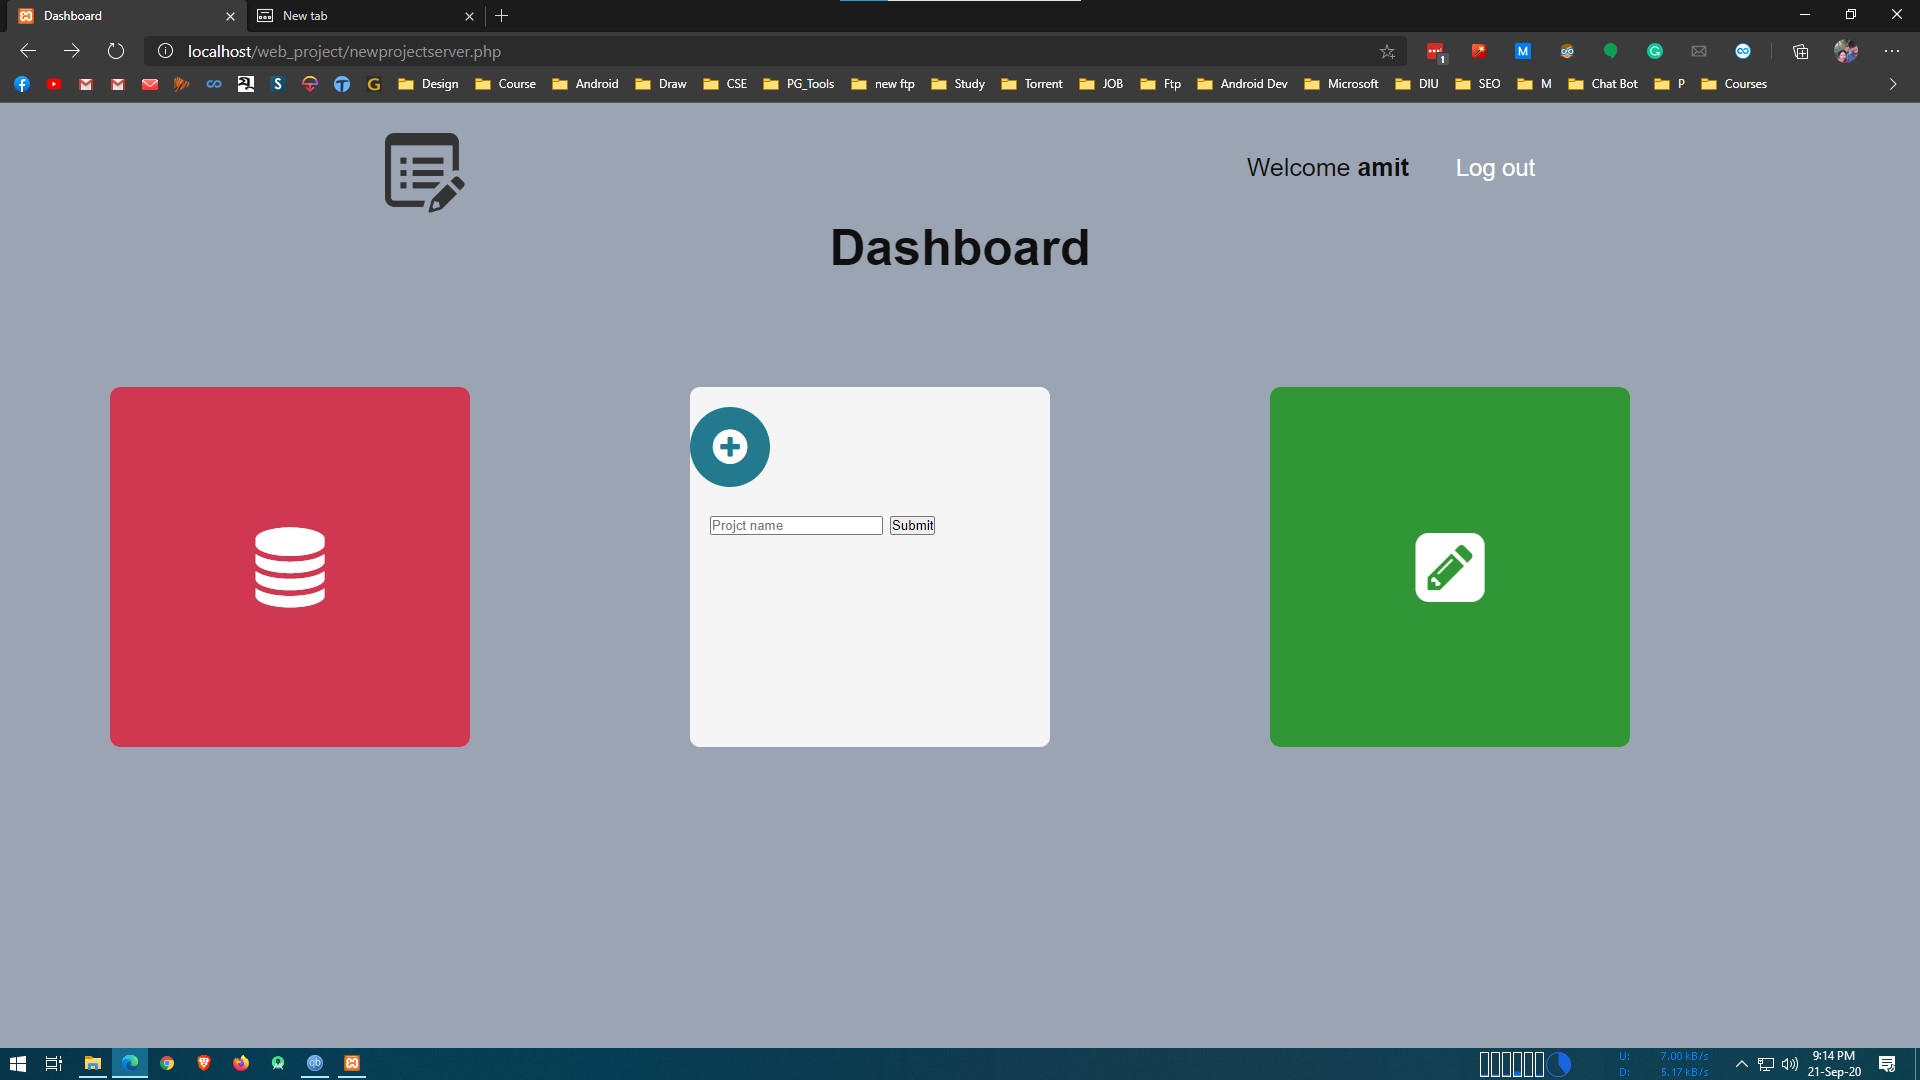 Dashboard
New tab
localhost/web_project/newprojectserver.php
1
M
S
G
Design
Course
Android
Draw
CSE
PG_Tools
new ftp
Study
Torrent
JOB
Ftp
Android Dev
Microsoft
DIU
SEO
M
Chat Bot
P
Courses
Welcome amit
Log out
Dashboard
Projct name
Submit
qb
U: 7.00 kB/s
D: 5.17 kB/s
9:14 PM
21-Sep-20